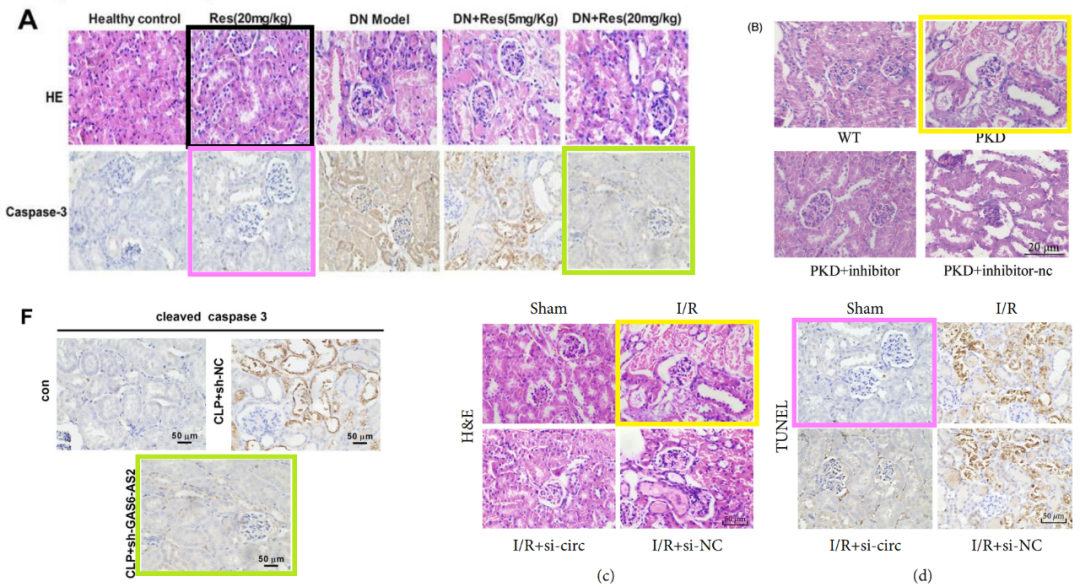 A
Healthy control Res(20mg/kg) DN Model DN+Res(5mg/Kg) DN+Res(20mg/kg)
HE
Caspase-3
(B)
WT PKD
20 μm
PKD+inhibitor PKD+inhibitor-nc
F
cleaved caspase 3
con
50 μm
CLP+sh-NC
50 μm
CLP+sh-GAS6-AS2
50 μm
Sham I/R
H&E
50 μm
I/R+si-circ I/R+si-NC
(c)
Sham I/R
TUNEL
50 μm
I/R+si-circ I/R+si-NC
(d)